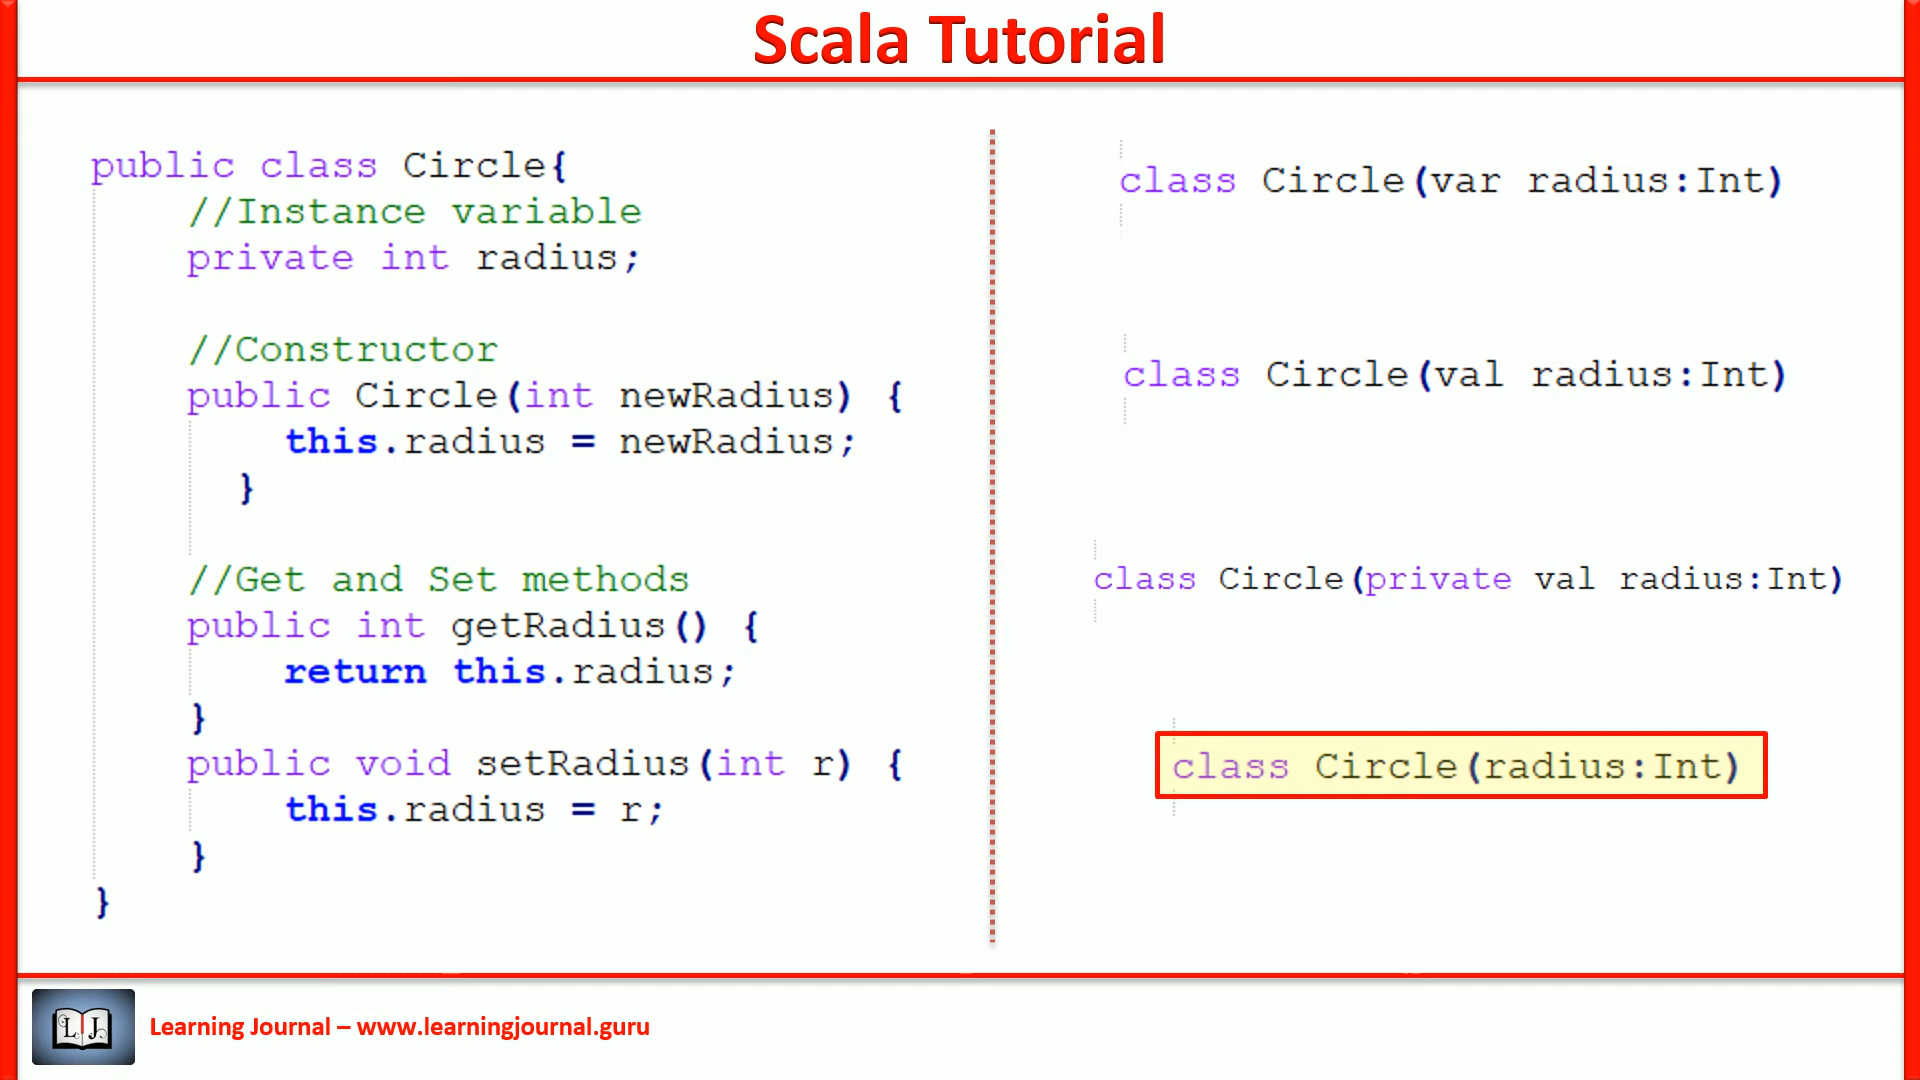 Scala Tutorial
public class Circle{
//Instance variable
private int radius;
//Constructor
public Circle(int newRadius) {
this.radius = newRadius;
}
//Get and Set methods
public int getRadius() {
return this.radius;
}
public void setRadius(int r) {
this.radius = r;
}
}
class Circle(var radius:Int)
class Circle(val radius:Int)
class Circle(private val radius:Int)
class Circle(radius:Int)
LJ
Learning Journal – www.learningjournal.guru